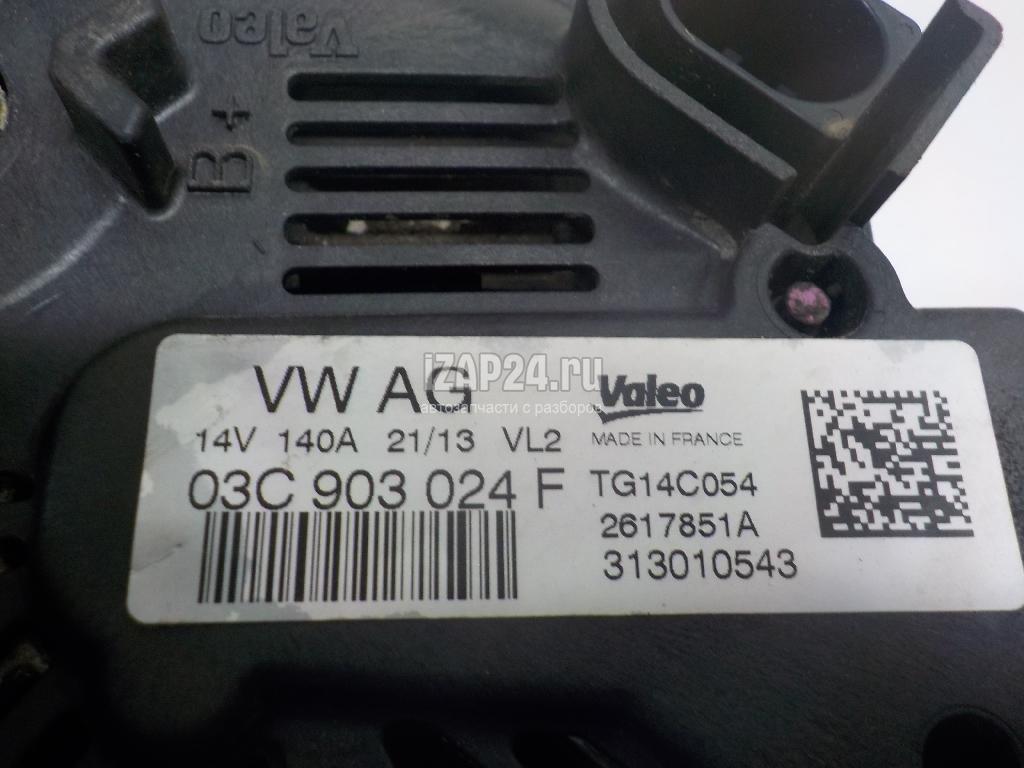 Valeo
B+
VW AG
iZAP24.ru
автозапчасти с разборов
Valeo
14V 140A 21/13 VL2
MADE IN FRANCE
03C 903 024 F
TG14C054
2617851A
313010543